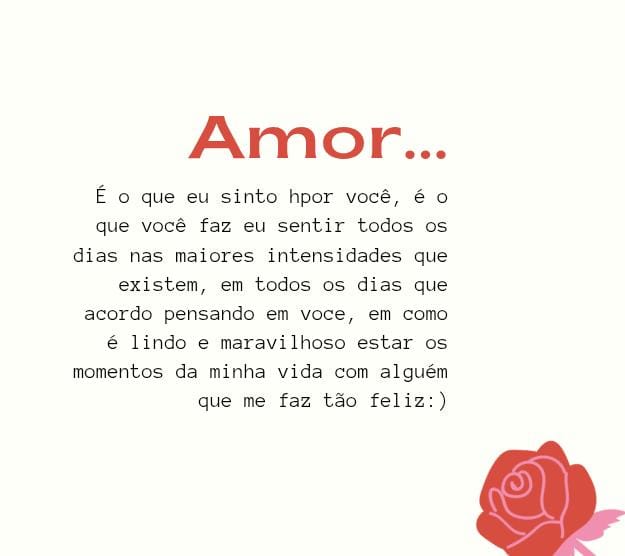 Amor...
É o que eu sinto hpor você, é o
que você faz eu sentir todos os
dias nas maiores intensidades que
existem, em todos os dias que
acordo pensando em voce, em como
é lindo e maravilhoso estar os
momentos da minha vida com alguém
que me faz tão feliz:)